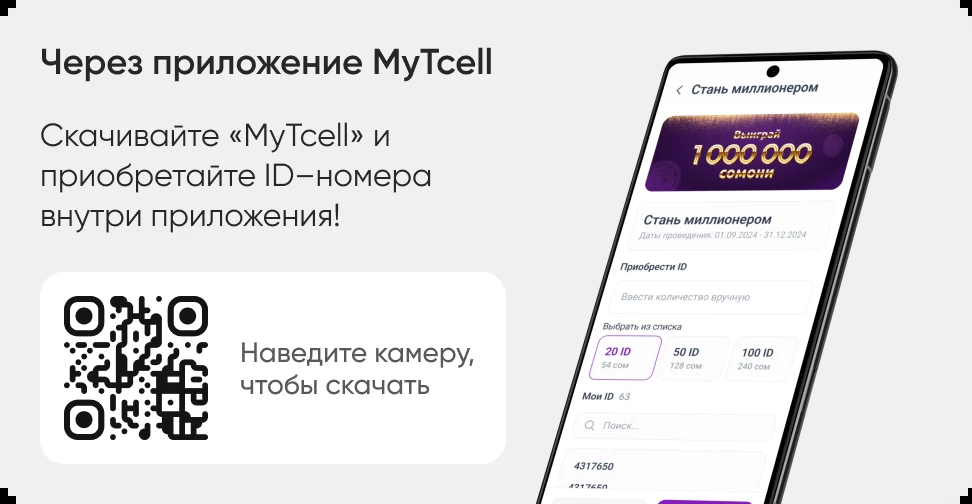 Через приложение MyTcell
Скачивайте «MyTcell» и
приобретайте ID–номера
внутри приложения!
Наведите камеру,
чтобы скачать
Стань миллионером
Выиграй
1 000 000
сомони
Стань миллионером
Даты проведения: 01.09.2024 - 31.12.2024
Приобрести ID
Ввести количество вручную
Выбрать из списка
20 ID 50 ID 100 ID
54 сом 128 сом 240 сом
Мои ID 63
Поиск...
4317650
4317650